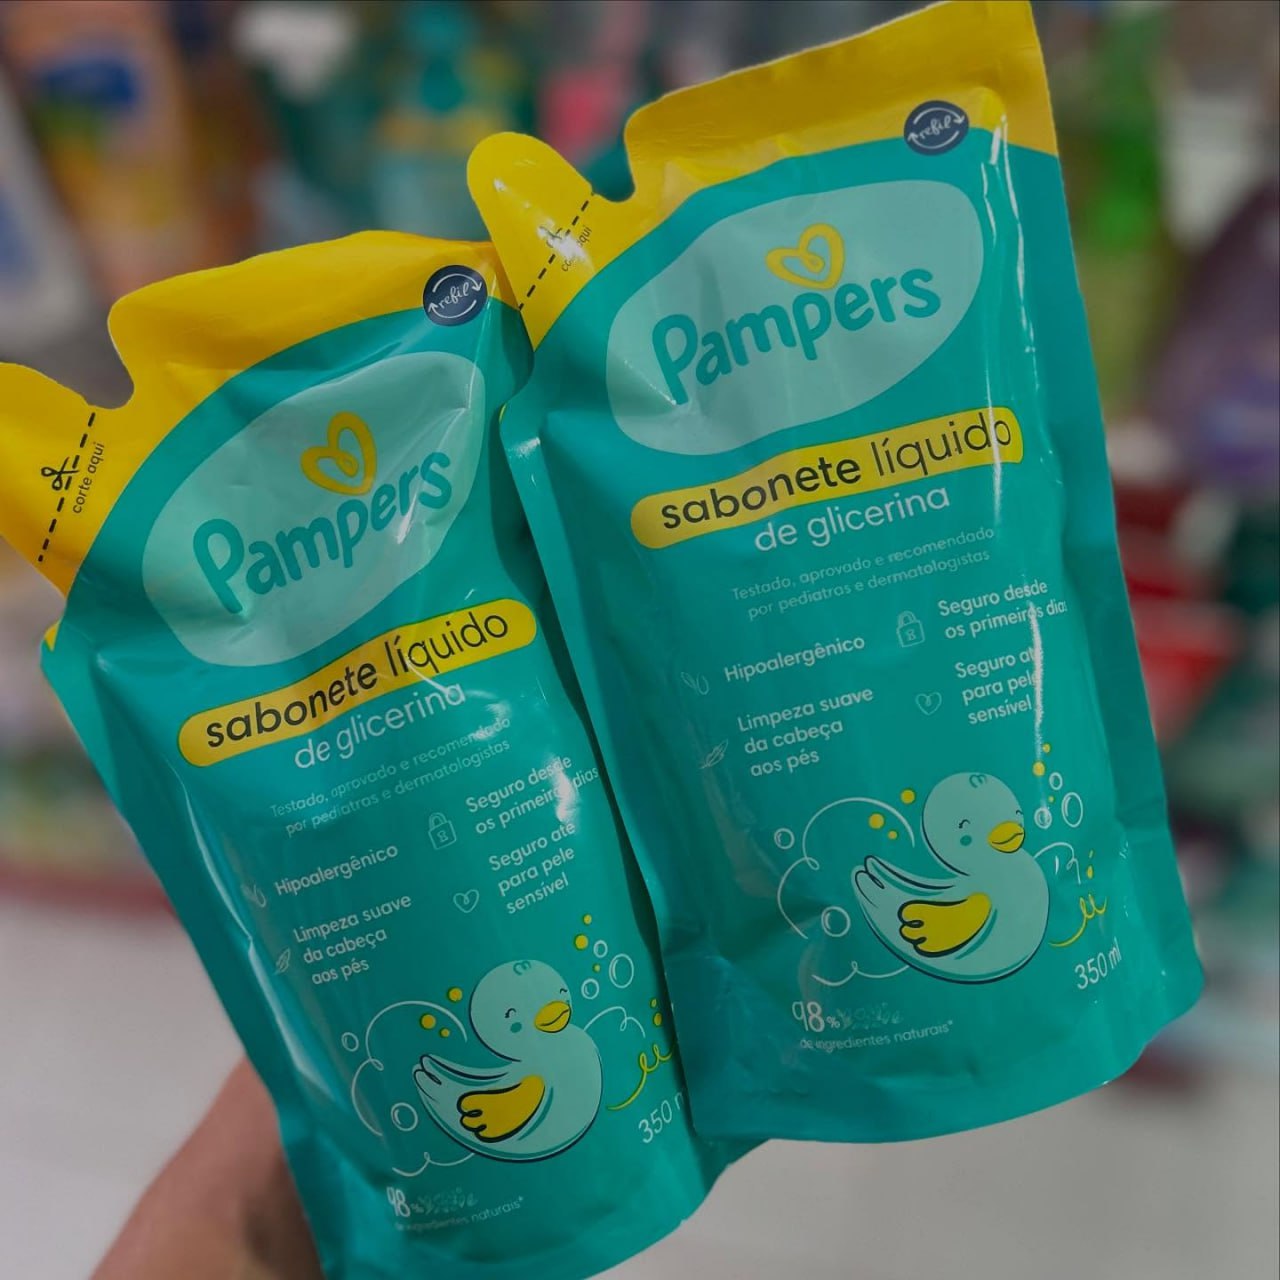 refil
corte aqui
Pampers
sabonete líquido
de glicerina
Testado, aprovado e recomendado
por pediatras e dermatologistas
Hipoalergênico
Seguro desde
os primeiros dias
Limpeza suave
da cabeça
aos pés
Seguro até
para pele
sensível
98%
de ingredientes naturais*
350 m
refil
corte aqui
Pampers
sabonete líquido
de glicerina
Testado, aprovado e recomendado
por pediatras e dermatologistas
Hipoalergênico
Seguro desde
os primeiros dias
Limpeza suave
da cabeça
aos pés
Seguro até
para pele
sensível
98%
de ingredientes naturais*
350 ml